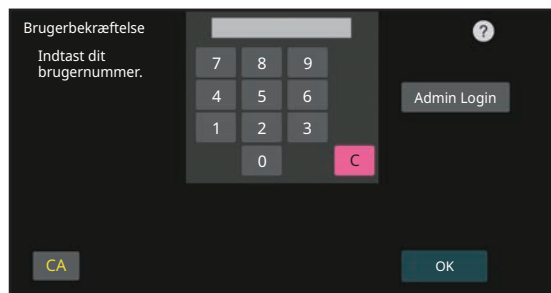 Brugerbekræftelse
?
Indtast dit
brugernummer.
7 8 9
4 5 6
Admin Login
1 2 3
0 C
CA
OK